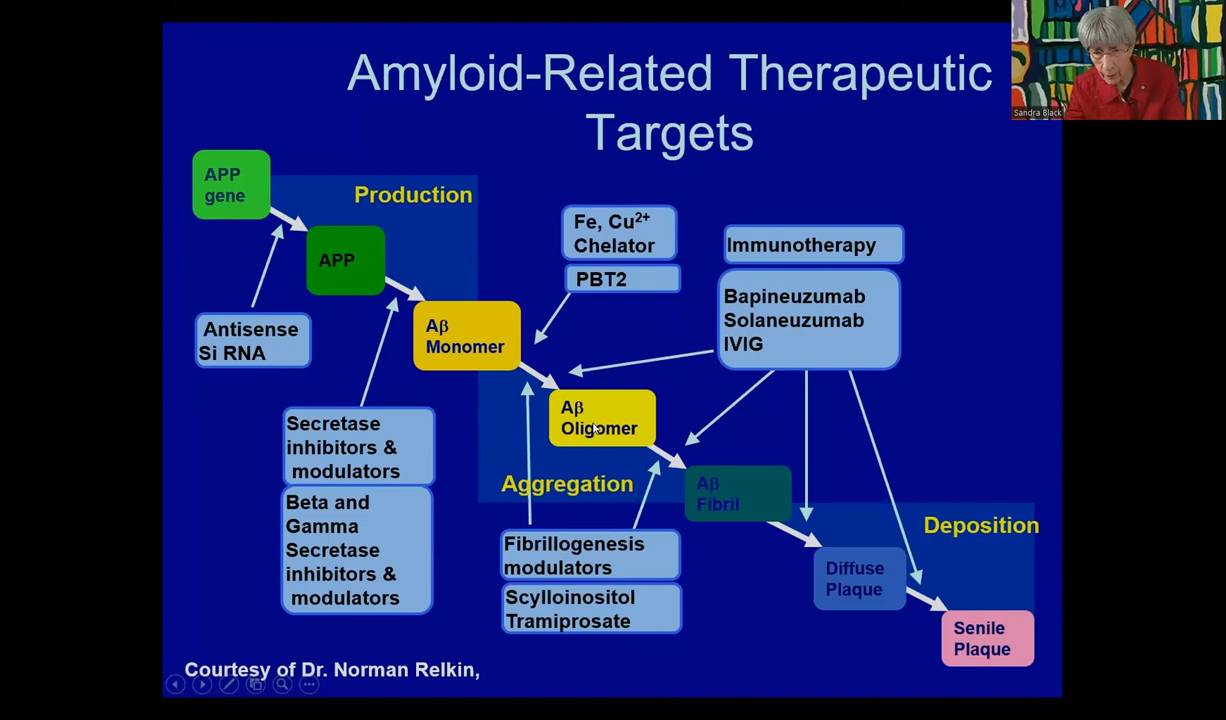 Amyloid-Related Therapeutic
Targets
Sandra Black
APP
gene
Production
APP
Fe, Cu2+
Chelator
PBT2
Immunotherapy
Bapineuzumab
Solaneuzumab
IVIG
Antisense
Si RNA
Aβ
Monomer
Aβ
Oligomer
Secretase
inhibitors &
modulators
Beta and
Gamma
Secretase
inhibitors &
modulators
Aggregation
Aβ
Fibril
Deposition
Fibrillogenesis
modulators
Scylloinositol
Tramiprosate
Diffuse
Plaque
Senile
Plaque
Courtesy of Dr. Norman Relkin,